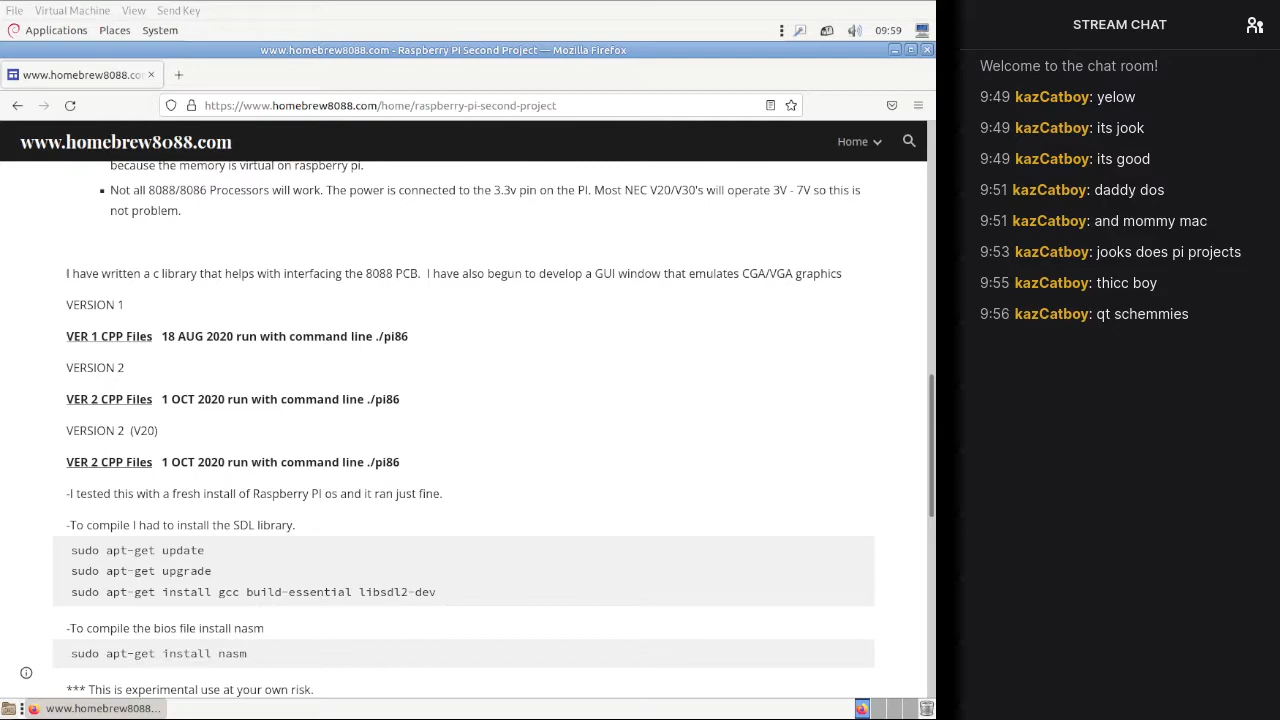 File Virtual Machine View Send Key
Applications Places System 09:59
www.homebrew8088.com - Raspberry PI Second Project — Mozilla Firefox
www.homebrew8088.co × +
https://www.homebrew8088.com/home/raspberry-pi-second-project
www.homebrew8088.com Home
because the memory is virtual on raspberry pi.
▪ Not all 8088/8086 Processors will work. The power is connected to the 3.3v pin on the PI. Most NEC V20/V30's will operate 3V - 7V so this is
not problem.
I have written a c library that helps with interfacing the 8088 PCB. I have also begun to develop a GUI window that emulates CGA/VGA graphics
VERSION 1
VER 1 CPP Files 18 AUG 2020 run with command line ./pi86
VERSION 2
VER 2 CPP Files 1 OCT 2020 run with command line ./pi86
VERSION 2 (V20)
VER 2 CPP Files 1 OCT 2020 run with command line ./pi86
-I tested this with a fresh install of Raspberry PI os and it ran just fine.
-To compile I had to install the SDL library.
sudo apt-get update
sudo apt-get upgrade
sudo apt-get install gcc build-essential libsdl2-dev
-To compile the bios file install nasm
sudo apt-get install nasm
*** This is experimental use at your own risk.
www.homebrew8088...
STREAM CHAT
Welcome to the chat room!
9:49 kazCatboy: yelow
9:49 kazCatboy: its jook
9:49 kazCatboy: its good
9:51 kazCatboy: daddy dos
9:51 kazCatboy: and mommy mac
9:53 kazCatboy: jooks does pi projects
9:55 kazCatboy: thicc boy
9:56 kazCatboy: qt schemmies